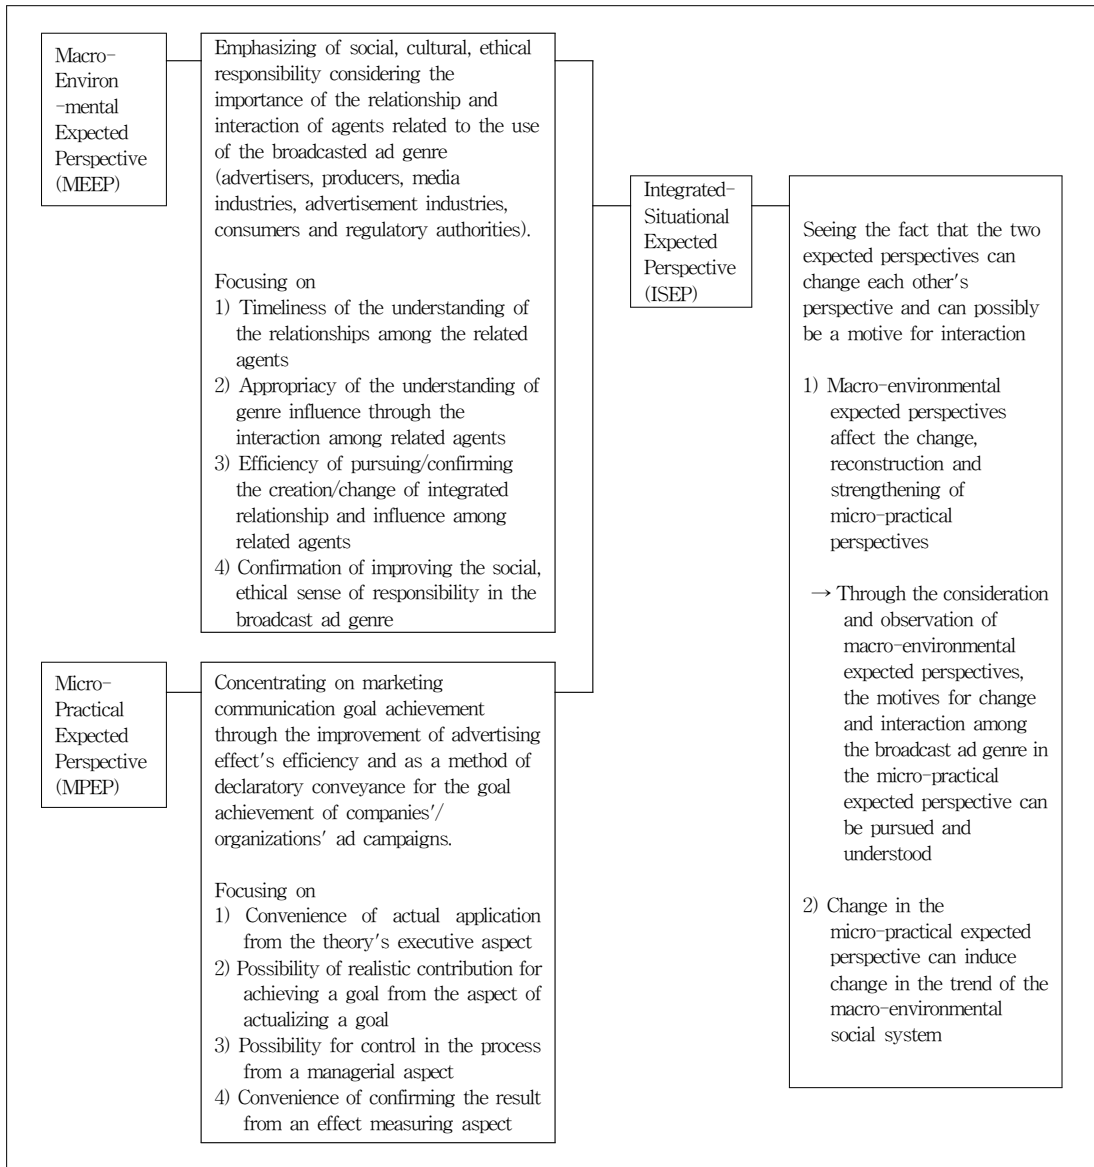 Macro-
Environ
-mental
Expected
Perspective
(MEEP)
Emphasizing of social, cultural, ethical
responsibility considering the
importance of the relationship and
interaction of agents related to the use
of the broadcasted ad genre
(advertisers, producers, media
industries, advertisement industries,
consumers and regulatory authorities).
Focusing on
1) Timeliness of the understanding of
the relationships among the related
agents
2) Appropriacy of the understanding of
genre influence through the
interaction among related agents
3) Efficiency of pursuing/confirming
the creation/change of integrated
relationship and influence among
related agents
4) Confirmation of improving the social,
ethical sense of responsibility in the
broadcast ad genre
Micro-
Practical
Expected
Perspective
(MPEP)
Concentrating on marketing
communication goal achievement
through the improvement of advertising
effect's efficiency and as a method of
declaratory conveyance for the goal
achievement of companies'/
organizations' ad campaigns.
Focusing on
1) Convenience of actual application
from the theory's executive aspect
2) Possibility of realistic contribution for
achieving a goal from the aspect of
actualizing a goal
3) Possibility for control in the process
from a managerial aspect
4) Convenience of confirming the result
from an effect measuring aspect
Integrated-
Situational
Expected
Perspective
(ISEP)
Seeing the fact that the two
expected perspectives can
change each other's
perspective and can possibly
be a motive for interaction
1) Macro-environmental
expected perspectives
affect the change,
reconstruction and
strengthening of
micro-practical
perspectives
→ Through the consideration
and observation of
macro-environmental
expected perspectives,
the motives for change
and interaction among
the broadcast ad genre in
the micro-practical
expected perspective can
be pursued and
understood
2) Change in the
micro-practical expected
perspective can induce
change in the trend of the
macro-environmental
social system